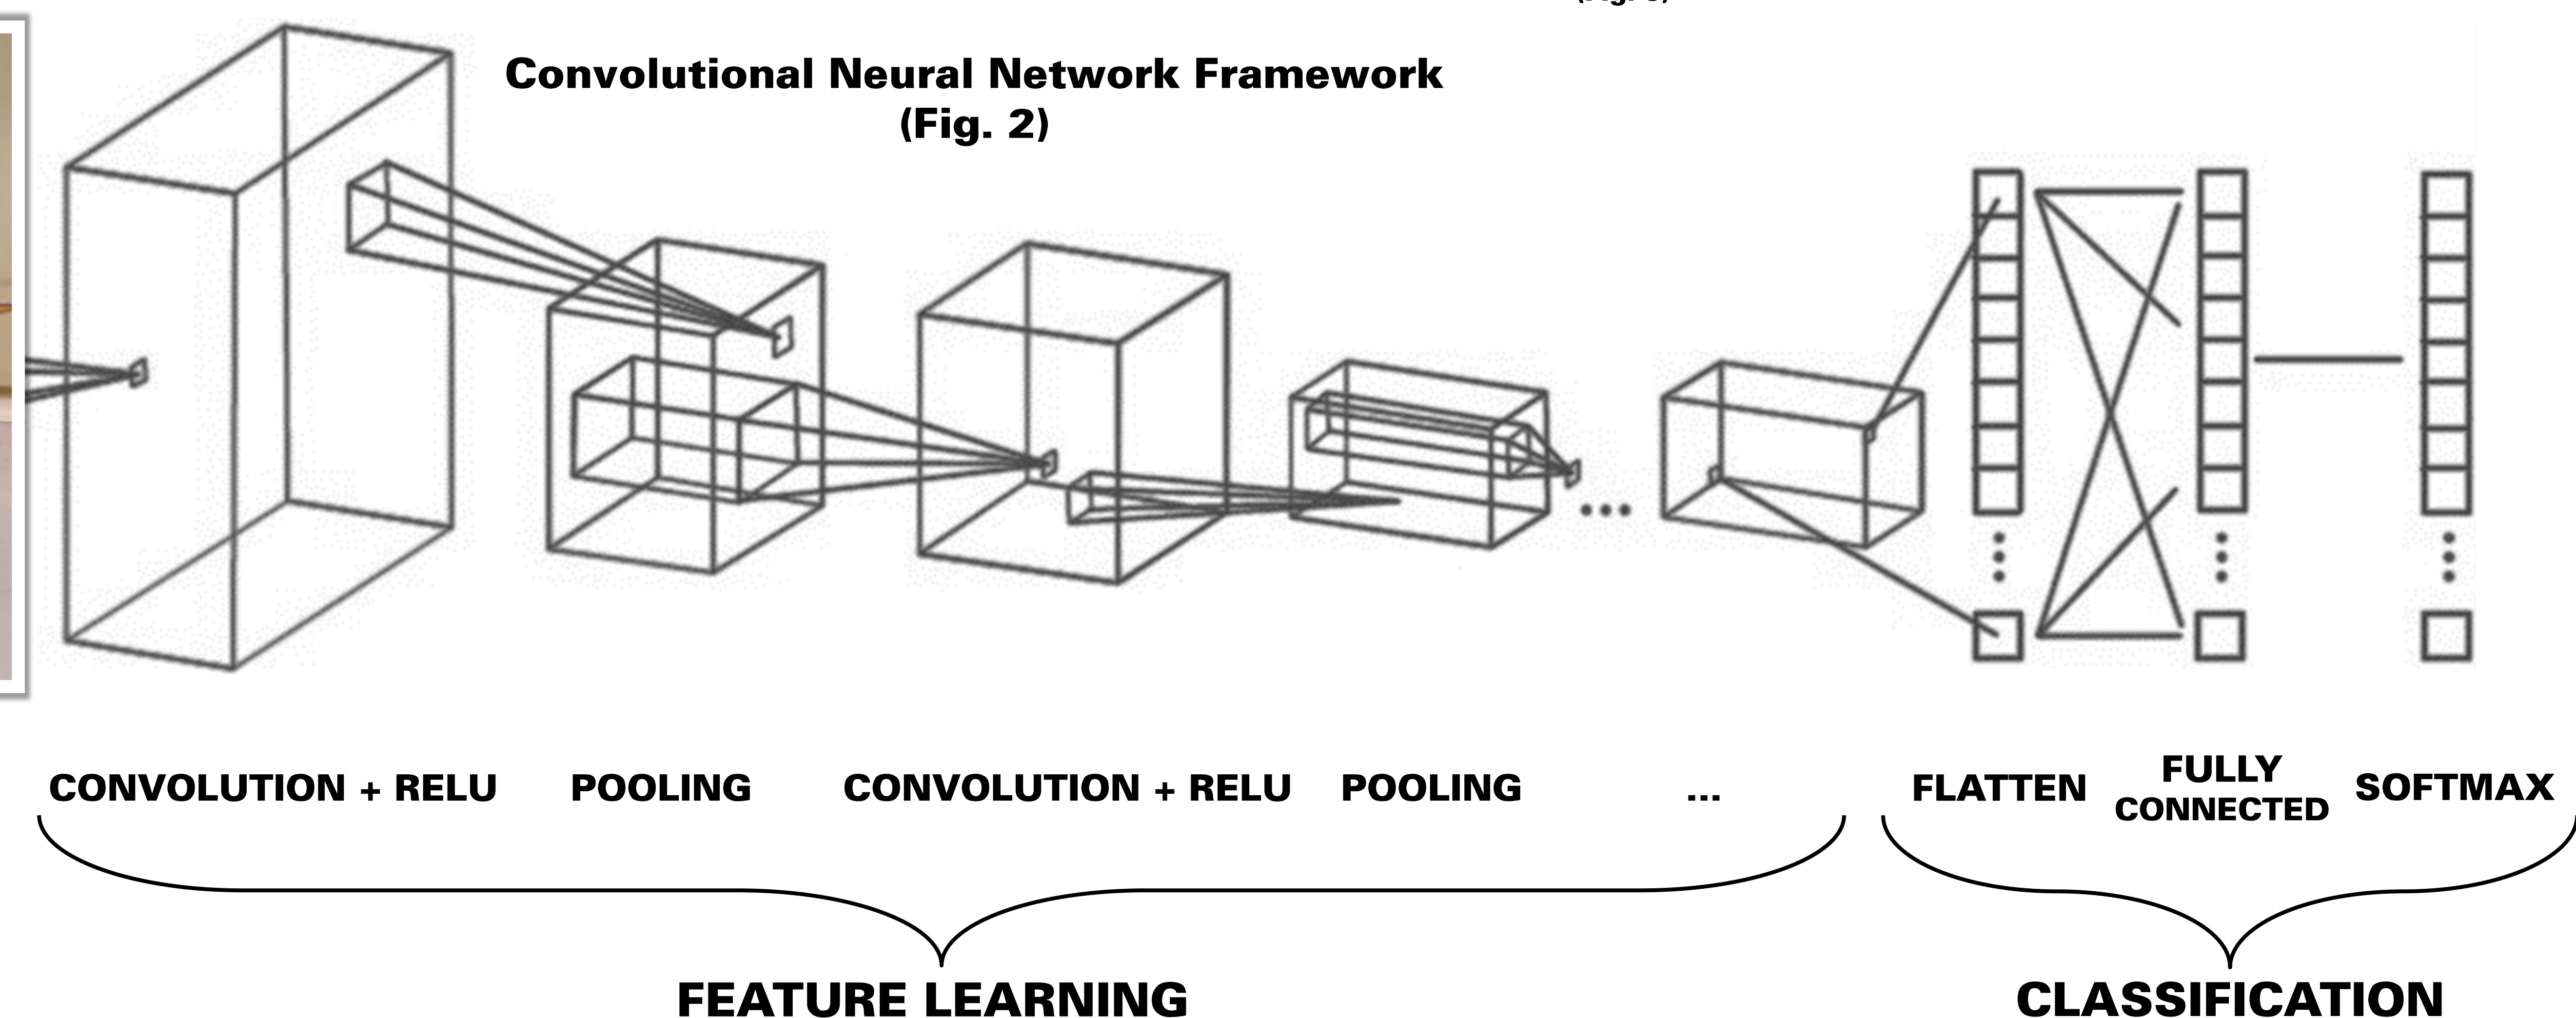 Convolutional Neural Network Framework
(Fig. 2)
CONVOLUTION + RELU
POOLING
CONVOLUTION + RELU
POOLING
...
FLATTEN
FULLY
CONNECTED
SOFTMAX
FEATURE LEARNING
CLASSIFICATION